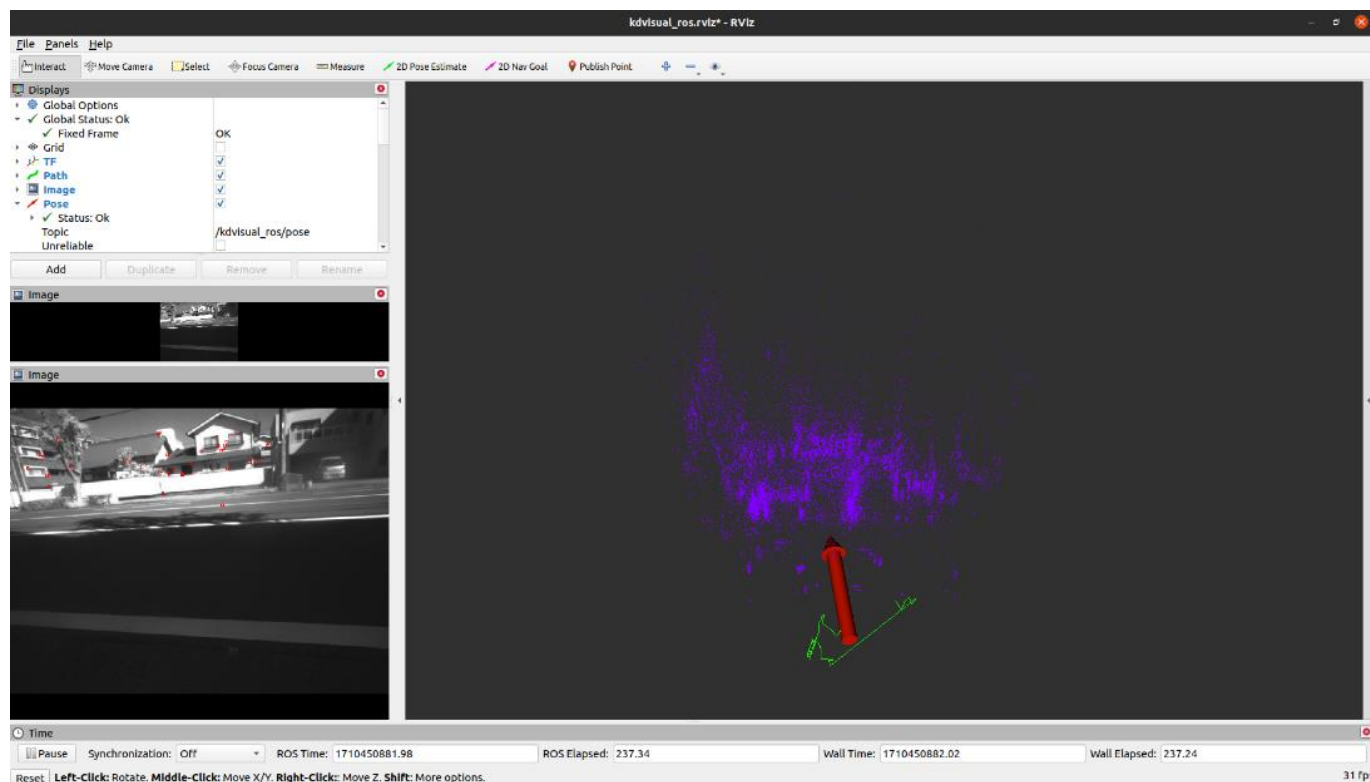 kdvisual_ros.rviz* - RViz
File Panels Help
Interact Move Camera Select Focus Camera Measure 2D Pose Estimate 2D Nav Goal Publish Point
Displays
Global Options
Global Status: Ok
Fixed Frame OK
Grid
TF
Path
Image
Pose
Status: Ok
Topic /kdvisual_ros/pose
Unreliable
Add Duplicate Remove Rename
Image
Image
Time
Pause Synchronization: Off ROS Time: 1710450881.98 ROS Elapsed: 237.34 Wall Time: 1710450882.02 Wall Elapsed: 237.24
Reset Left-Click: Rotate. Middle-Click: Move X/Y. Right-Click: Move Z. Shift: More options. 31 fp